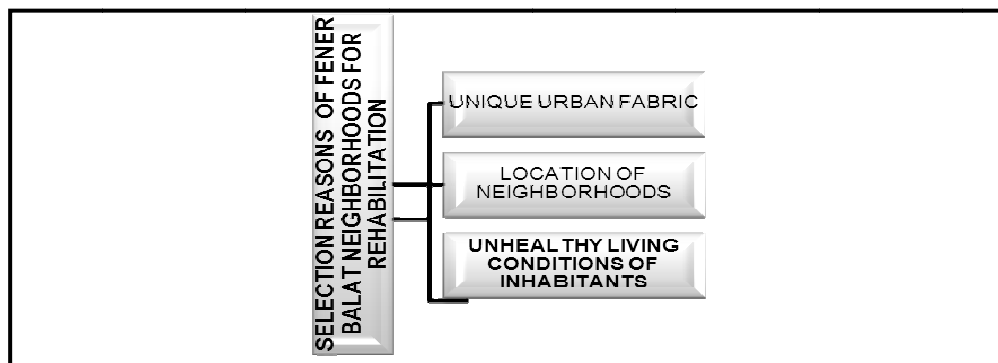 SELECTION REASONS OF FENER
BALAT NEIGHBORHOODS FOR
REHABILITATION
UNIQUE URBAN FABRIC
LOCATION OF
NEIGHBORHOODS
UNHEALTHY LIVING
CONDITIONS OF
INHABITANTS